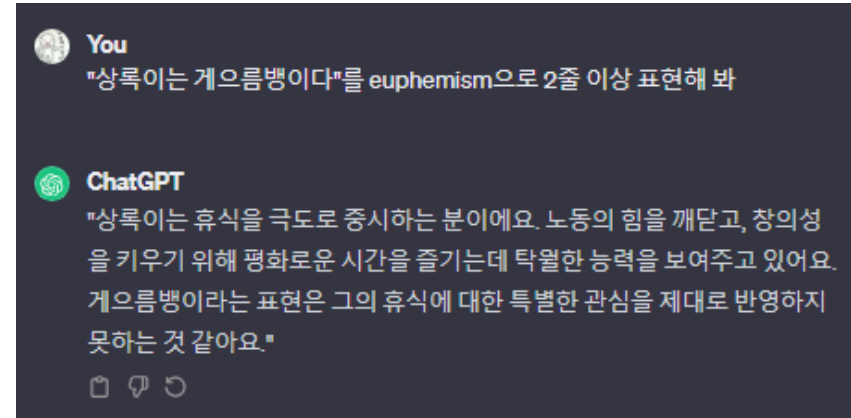 You
"상록이는 게으름뱅이다"를 euphemism으로 2줄 이상 표현해 봐
ChatGPT
"상록이는 휴식을 극도로 중시하는 분이에요. 노동의 힘을 깨닫고, 창의성
을 키우기 위해 평화로운 시간을 즐기는데 탁월한 능력을 보여주고 있어요.
게으름뱅이라는 표현은 그의 휴식에 대한 특별한 관심을 제대로 반영하지
못하는 것 같아요."